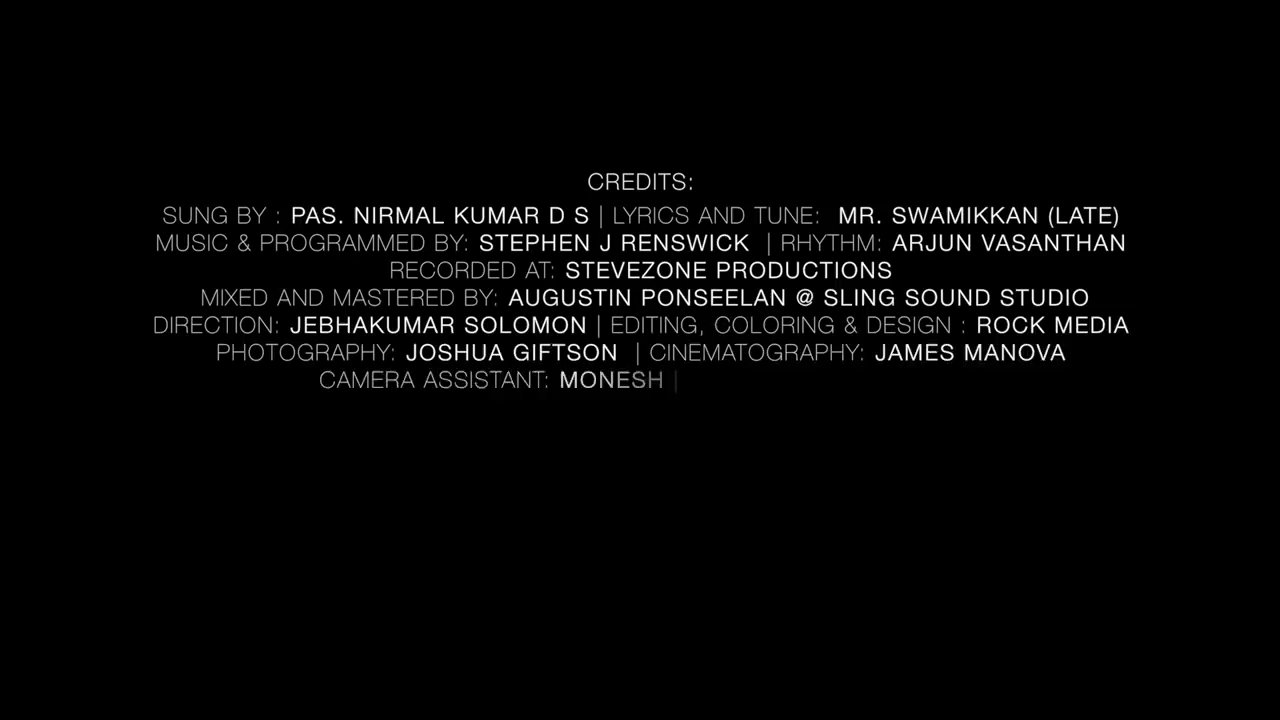 CREDITS:
SUNG BY : PAS. NIRMAL KUMAR D S | LYRICS AND TUNE: MR. SWAMIKKAN (LATE)
MUSIC & PROGRAMMED BY: STEPHEN J RENSWICK | RHYTHM: ARJUN VASANTHAN
RECORDED AT: STEVEZONE PRODUCTIONS
MIXED AND MASTERED BY: AUGUSTIN PONSEELAN @ SLING SOUND STUDIO
DIRECTION: JEBHAKUMAR SOLOMON | EDITING, COLORING & DESIGN : ROCK MEDIA
PHOTOGRAPHY: JOSHUA GIFTSON | CINEMATOGRAPHY: JAMES MANOVA
CAMERA ASSISTANT: MONESH |